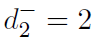 $d_2^- = 2$